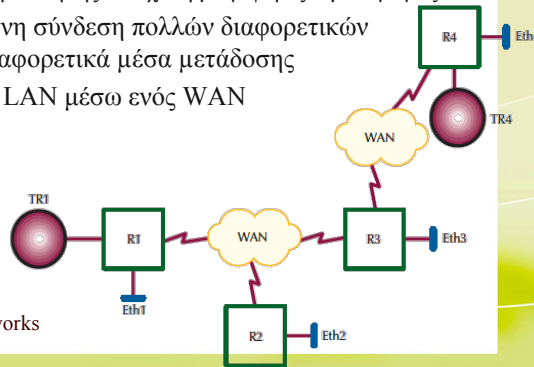 νη σύνδεση πολλών διαφορετικών
αφορετικά μέσα μετάδοσης
LAN μέσω ενός WAN
R4
Eth4
TR4
WAN
TR1
R1
WAN
R3
Eth3
Eth1
R2
Eth2
works